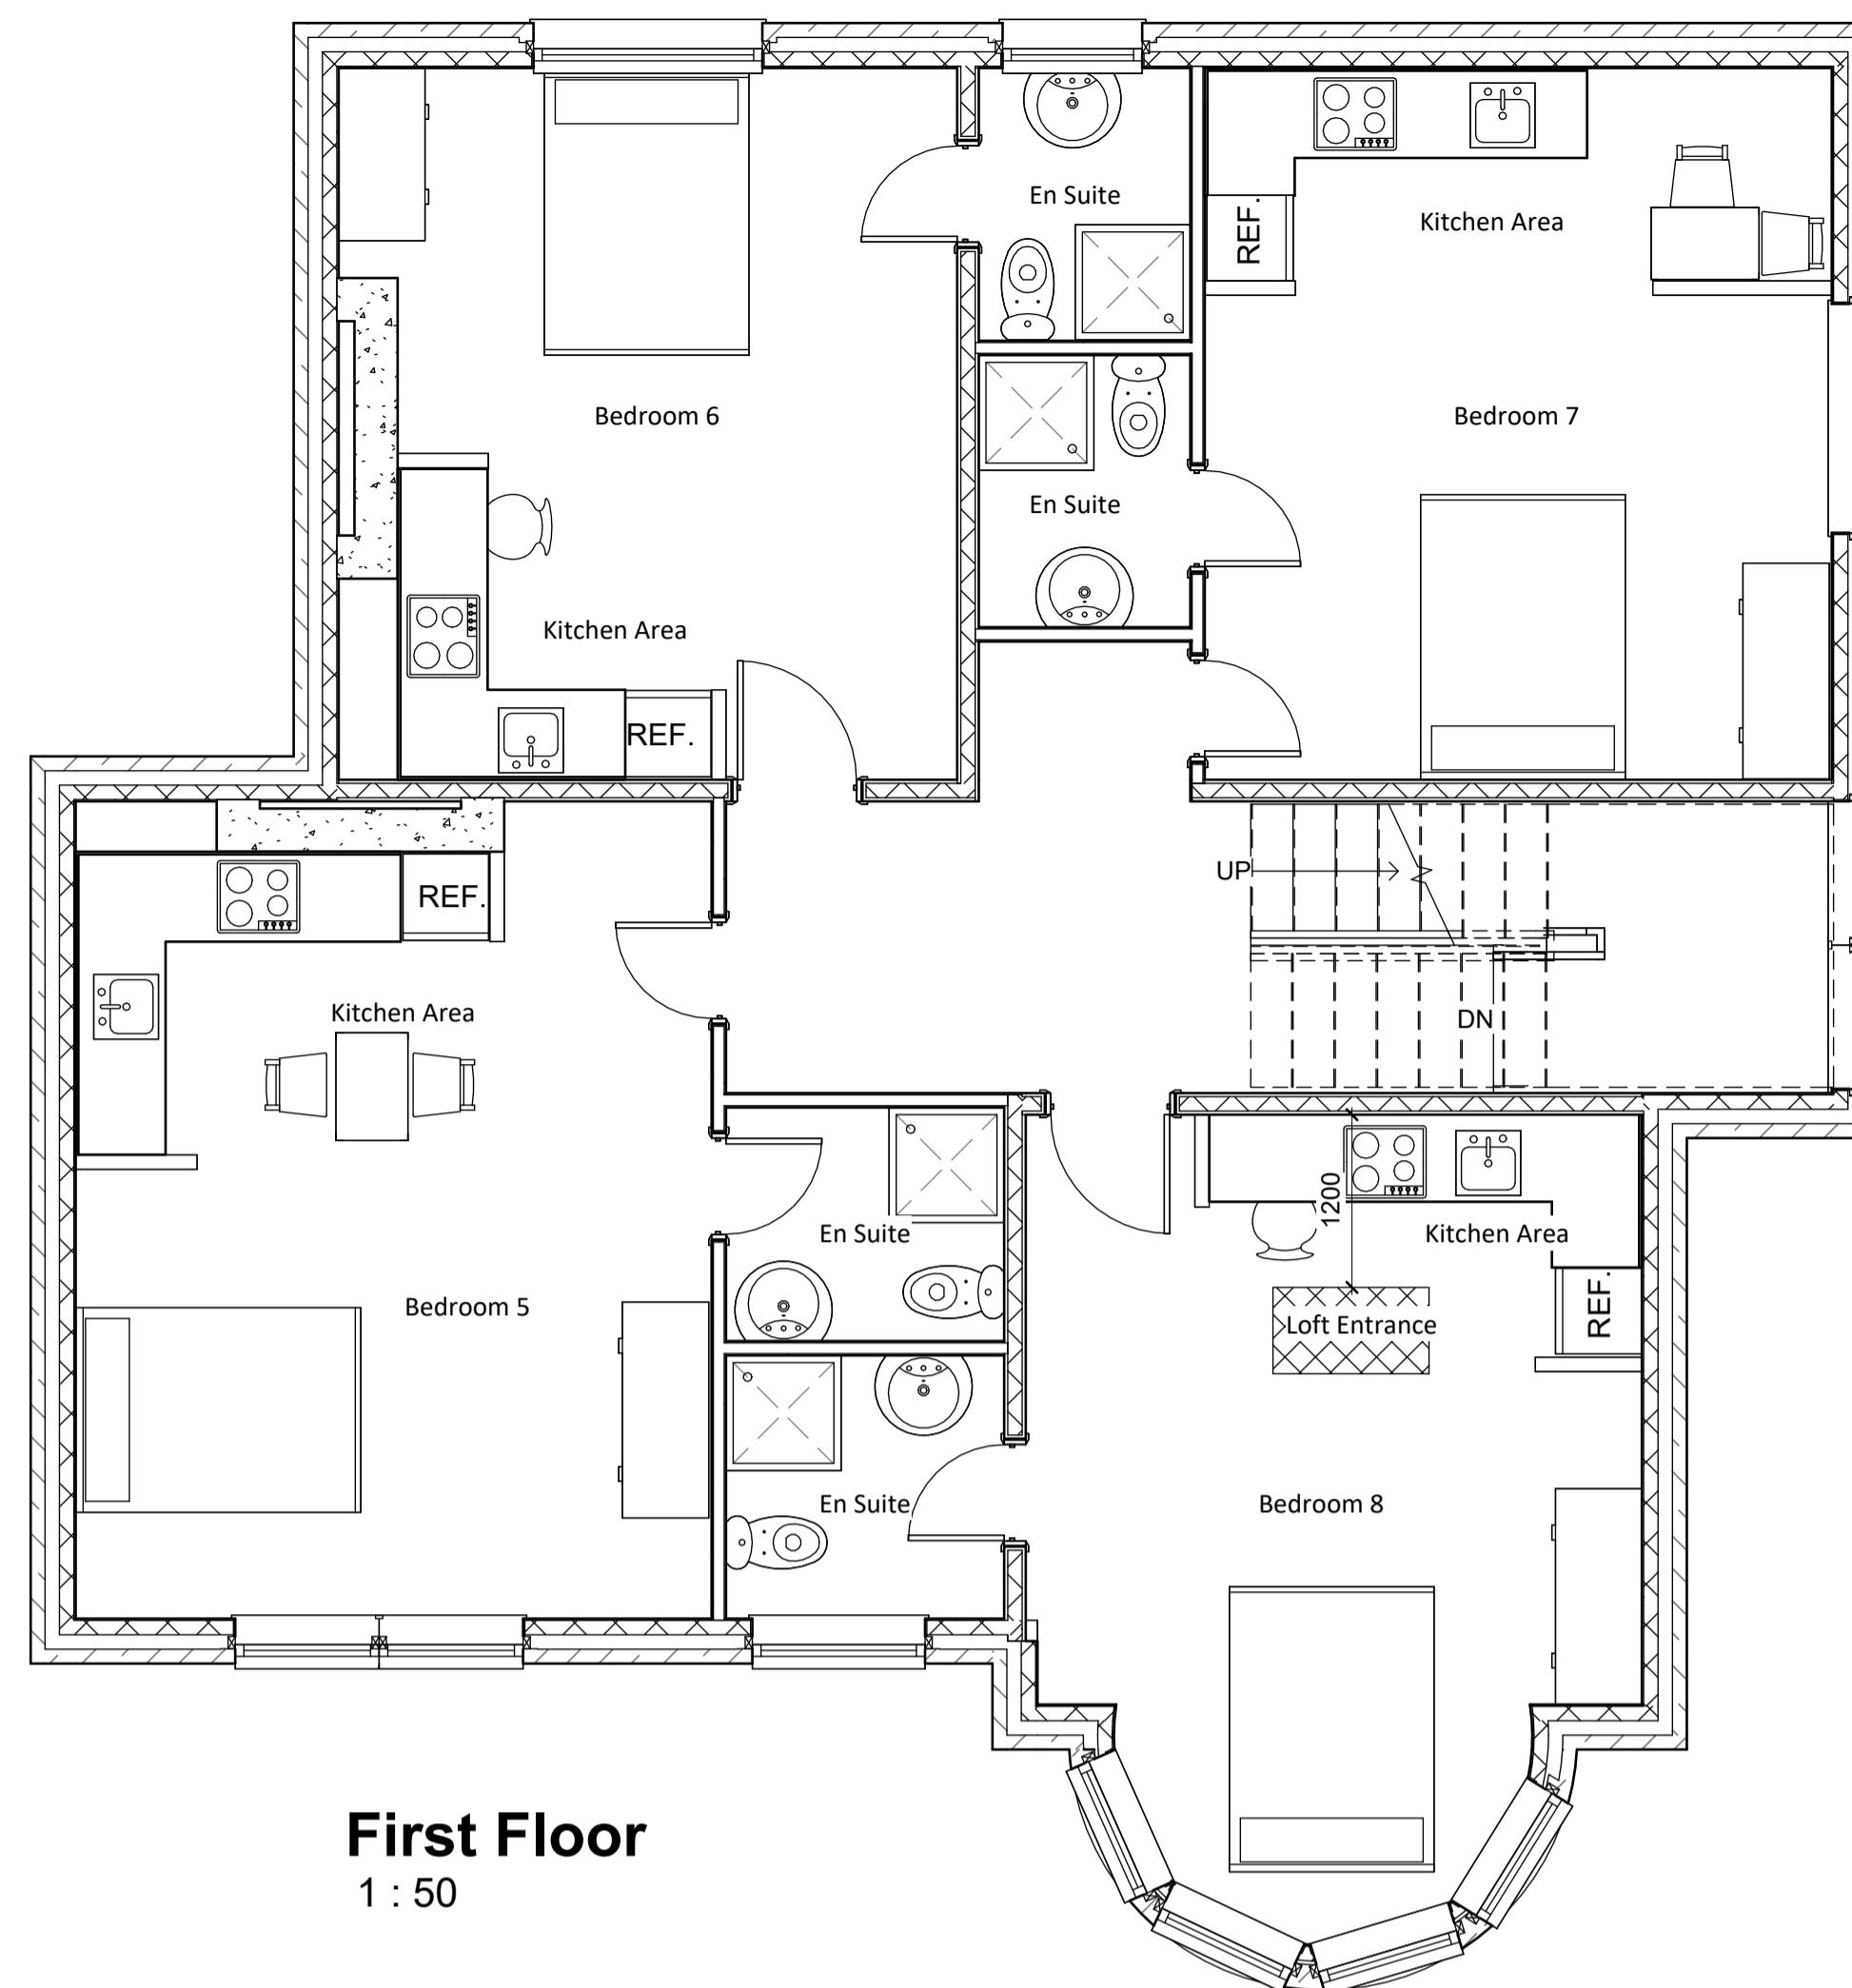 En Suite
Kitchen Area
REF.
Bedroom 6
Bedroom 7
En Suite
Kitchen Area
REF.
UP
REF.
Kitchen Area
DN
1200
En Suite
Kitchen Area
REF.
Bedroom 5
Loft Entrance
En Suite
Bedroom 8
First Floor
1 : 50